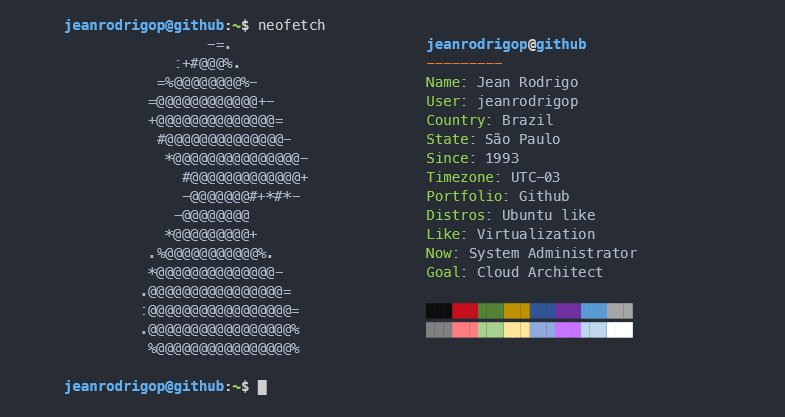 jeanrodrigop@github:~$ neofetch
jeanrodrigop@github
—————————
Name: Jean Rodrigo
User: jeanrodrigop
Country: Brazil
State: São Paulo
Since: 1993
Timezone: UTC-03
Portfolio: Github
Distros: Ubuntu like
Like: Virtualization
Now: System Administrator
Goal: Cloud Architect
jeanrodrigop@github:~$